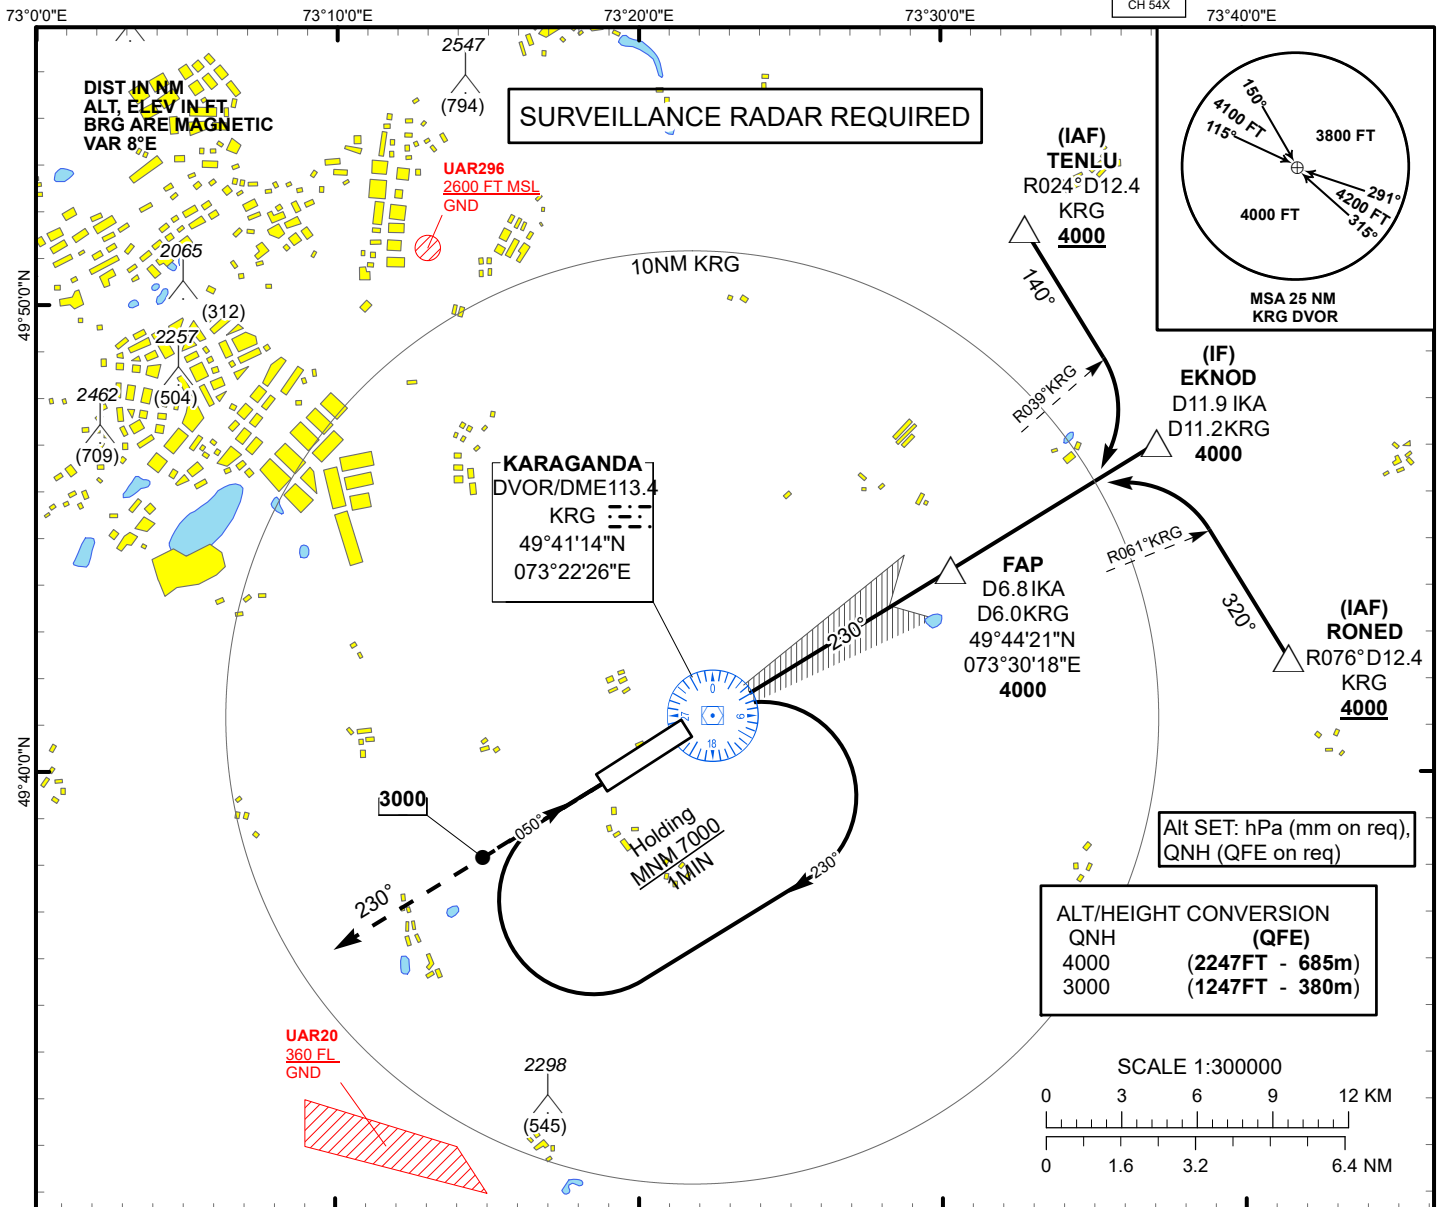 CH 54X
73°0'0"E
73°10'0"E
73°20'0"E
73°30'0"E
73°40'0"E
DIST IN NM
ALT, ELEV IN FT
BRG ARE MAGNETIC
VAR 8°E
2547
(794)
SURVEILLANCE RADAR REQUIRED
UAR296
2600 FT MSL
GND
(IAF)
TENLU
R024°D12.4
KRG
4000
150°
4100 FT
115°
3800 FT
291°
4200 FT
315°
4000 FT
MSA 25 NM
KRG DVOR
10NM KRG
140°
2065
(312)
49°50'0"N
2257
(504)
2462
(709)
R039°KRG
(IF)
EKNOD
D11.9 IKA
D11.2KRG
4000
KARAGANDA
DVOR/DME113.4
KRG
49°41'14"N
073°22'26"E
R061°KRG
FAP
D6.8IKA
D6.0KRG
49°44'21"N
073°30'18"E
4000
230°
320°
(IAF)
RONED
R076°D12.4
KRG
4000
0
27
9
18
49°40'0"N
3000
050°
Holding
MNM 7000
1MIN
230°
230°
Alt SET: hPa (mm on req),
QNH (QFE on req)
ALT/HEIGHT CONVERSION
QNH (QFE)
4000 (2247FT - 685m)
3000 (1247FT - 380m)
UAR20
360 FL
GND
2298
(545)
SCALE 1:300000
0 3 6 9 12 KM
0 1.6 3.2 6.4 NM